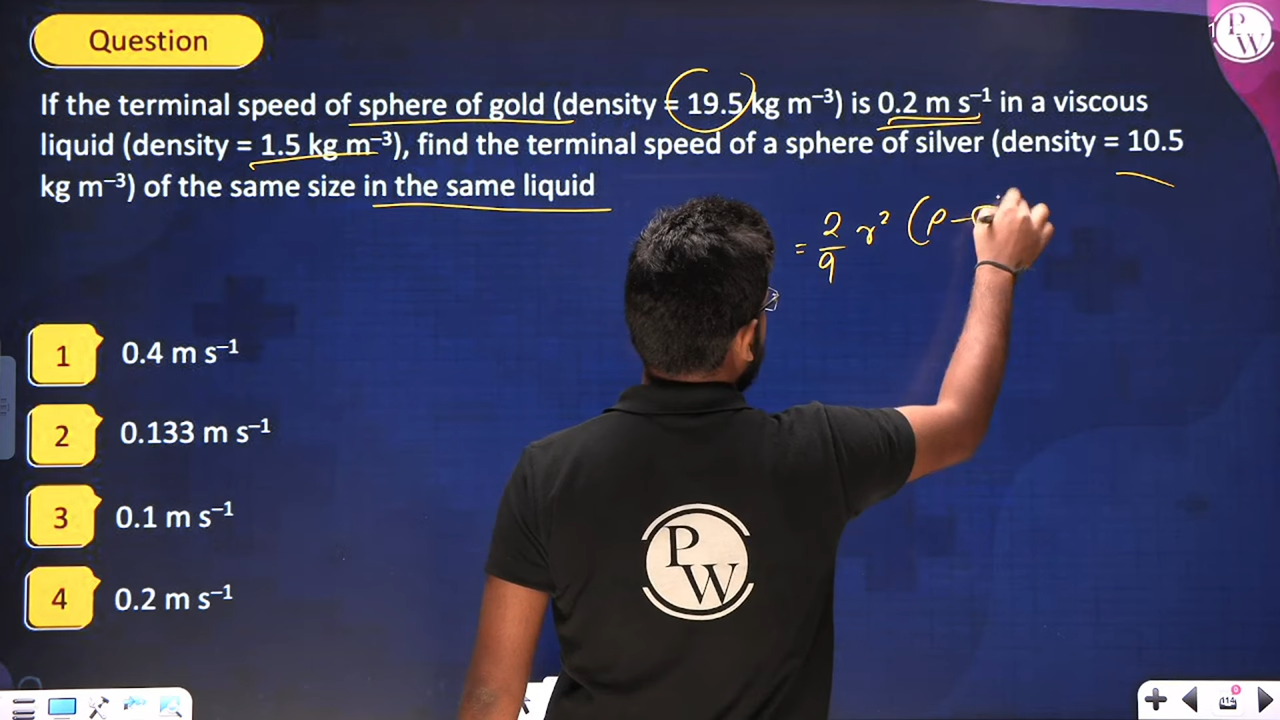 Question
If the terminal speed of sphere of gold (density = 19.5 kg m⁻³) is 0.2 m s⁻¹ in a viscous
liquid (density = 1.5 kg m⁻³), find the terminal speed of a sphere of silver (density = 10.5
kg m⁻³) of the same size in the same liquid
= 2/9 r² (ρ –
1 0.4 m s⁻¹
2 0.133 m s⁻¹
3 0.1 m s⁻¹
4 0.2 m s⁻¹
PW
PW
114